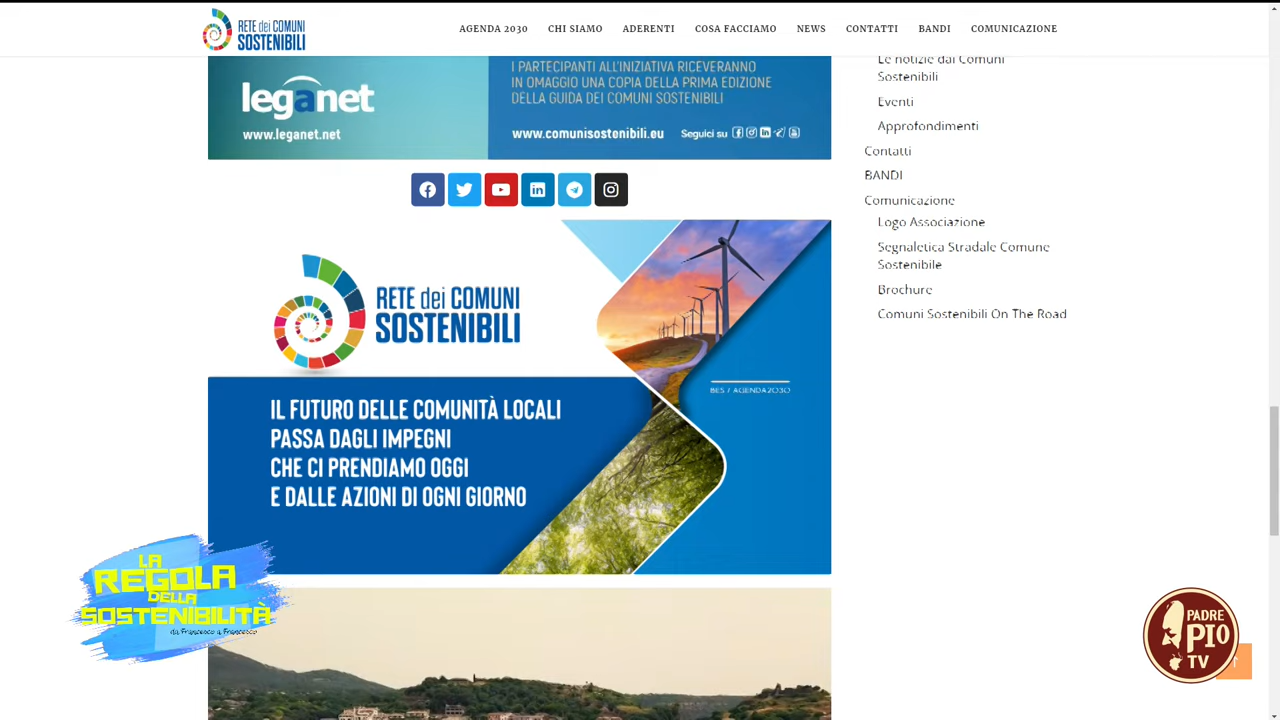 RETE dei COMUNI
SOSTENIBILI
AGENDA 2030 CHI SIAMO ADERENTI COSA FACCIAMO NEWS CONTATTI BANDI COMUNICAZIONE
I PARTECIPANTI ALL'INIZIATIVA RICEVERANNO
IN OMAGGIO UNA COPIA DELLA PRIMA EDIZIONE
DELLA GUIDA DEI COMUNI SOSTENIBILI
leganet
www.leganet.net
www.comunisostenibili.eu Seguici su
Le notizie dai Comuni
Sostenibili
Eventi
Approfondimenti
Contatti
BANDI
Comunicazione
Logo Associazione
Segnaletica Stradale Comune
Sostenibile
Brochure
Comuni Sostenibili On The Road
RETE dei COMUNI
SOSTENIBILI
BES / AGENDA2030
IL FUTURO DELLE COMUNITÀ LOCALI
PASSA DAGLI IMPEGNI
CHE CI PRENDIAMO OGGI
E DALLE AZIONI DI OGNI GIORNO
LA
REGOLA
DELLA
SOSTENIBILITÀ
da Francesco a Francesco
PADRE
PIO
TV